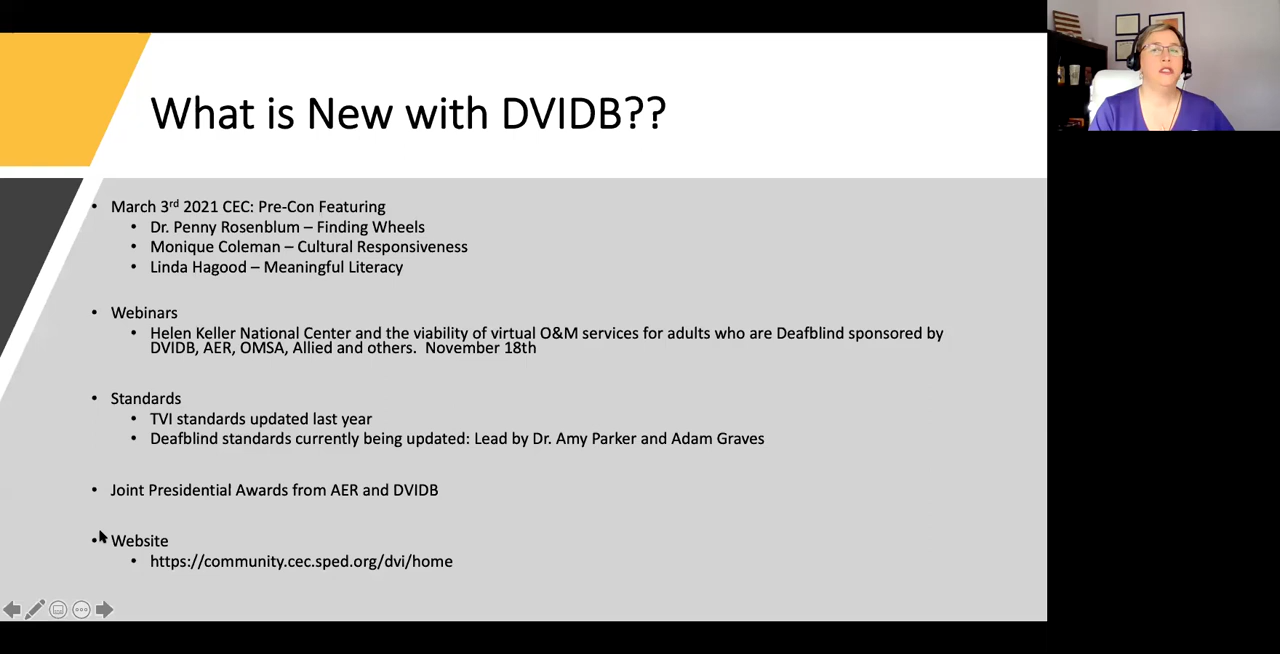 What is New with DVIDB??
• March 3rd 2021 CEC: Pre-Con Featuring
• Dr. Penny Rosenblum – Finding Wheels
• Monique Coleman – Cultural Responsiveness
• Linda Hagood – Meaningful Literacy
• Webinars
• Helen Keller National Center and the viability of virtual O&M services for adults who are Deafblind sponsored by
DVIDB, AER, OMSA, Allied and others.  November 18th
• Standards
• TVI standards updated last year
• Deafblind standards currently being updated: Lead by Dr. Amy Parker and Adam Graves
• Joint Presidential Awards from AER and DVIDB
• Website
• https://community.cec.sped.org/dvi/home